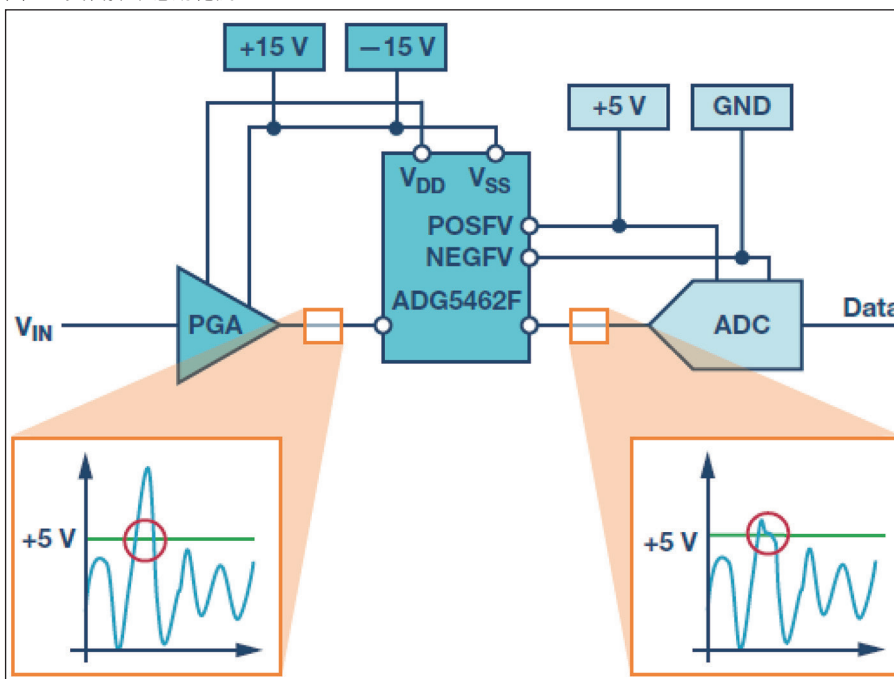 +15 V
−15 V
+5 V
GND
VDD
VSS
POSFV
NEGFV
ADG5462F
VIN
PGA
ADC
Data
+5 V
+5 V